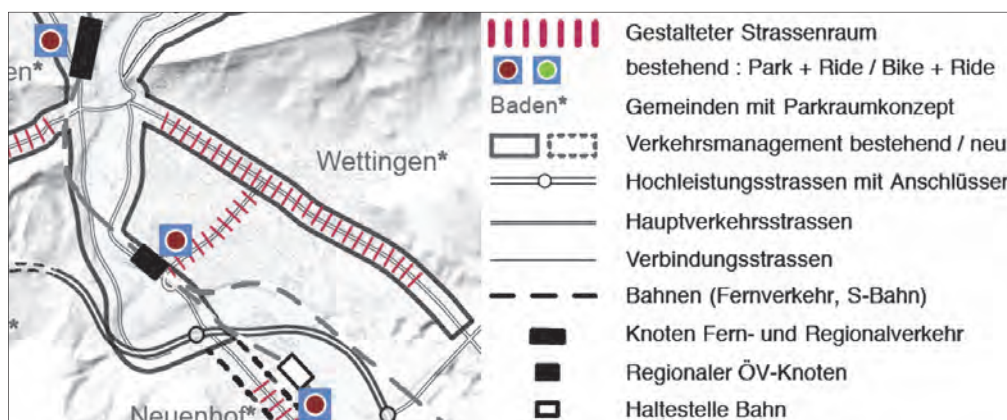 en*
Wettingen*
*
Neuenhof*
Gestalteter Strassenraum
bestehend : Park + Ride / Bike + Ride
Baden* Gemeinden mit Parkraumkonzept
Verkehrsmanagement bestehend / neu
Hochleistungsstrassen mit Anschlüssen
Hauptverkehrsstrassen
Verbindungsstrassen
Bahnen (Fernverkehr, S-Bahn)
Knoten Fern- und Regionalverkehr
Regionaler ÖV-Knoten
Haltestelle Bahn